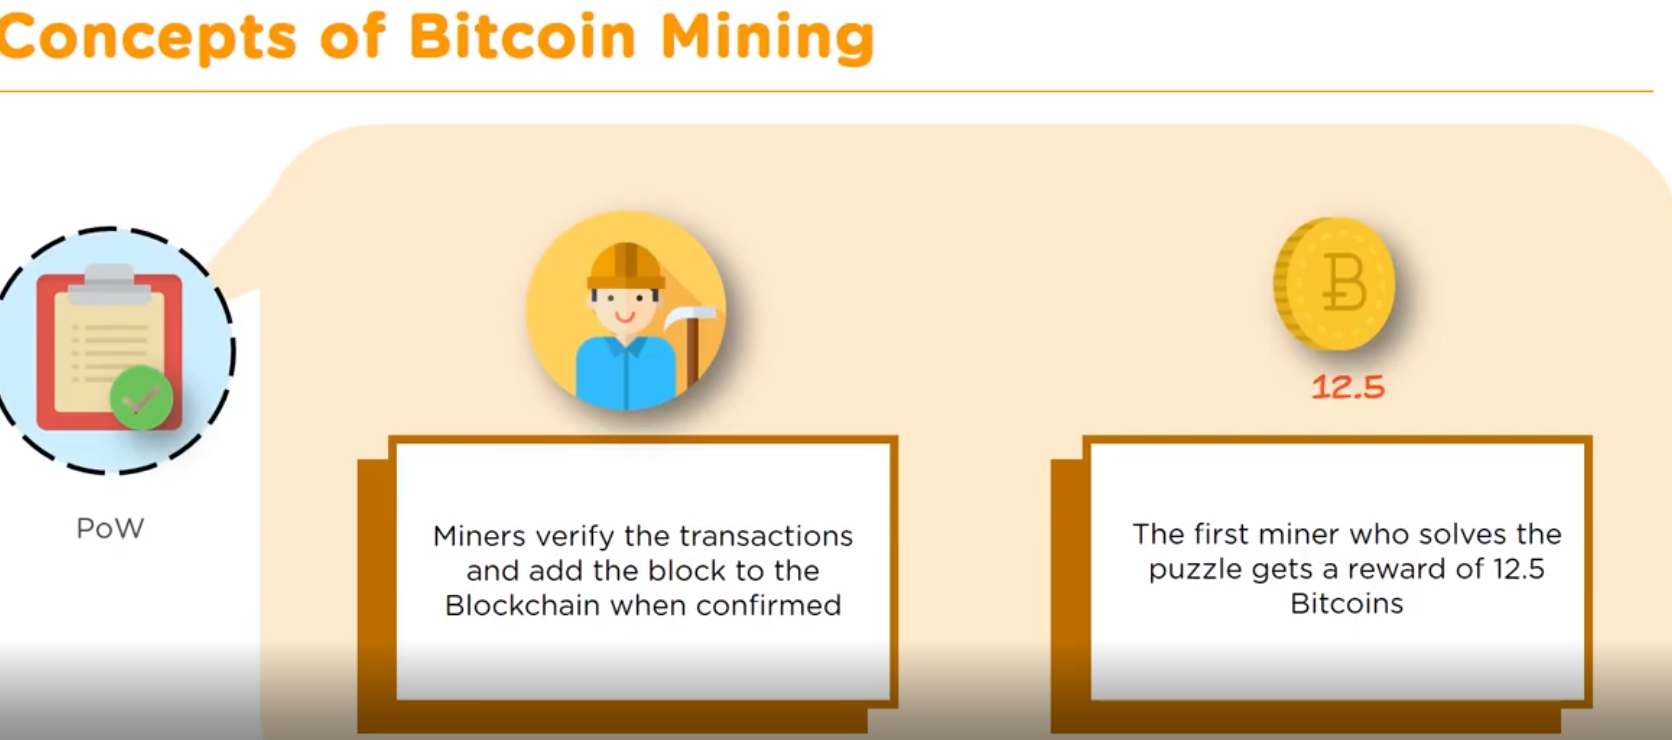 Concepts of Bitcoin Mining
12.5
PoW
Miners verify the transactions
and add the block to the
Blockchain when confirmed
The first miner who solves the
puzzle gets a reward of 12.5
Bitcoins